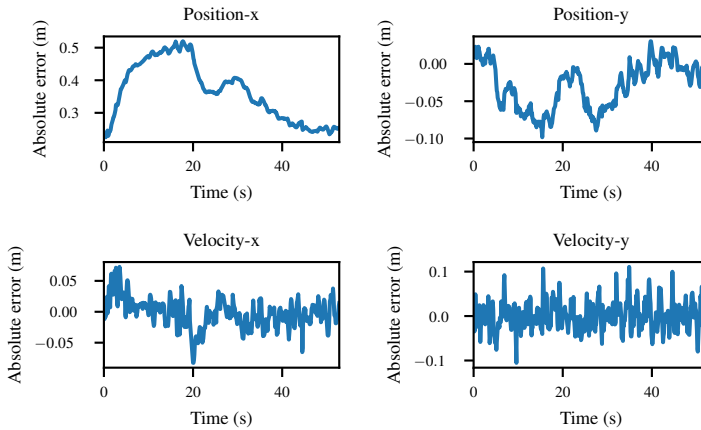 Position-x
Absolute error (m)
0.5
0.4
0.3
0
20
40
Time (s)
Position-y
Absolute error (m)
0.00
−0.05
−0.10
0
20
40
Time (s)
Velocity-x
Absolute error (m)
0.05
0.00
−0.05
0
20
40
Time (s)
Velocity-y
Absolute error (m)
0.1
0.0
−0.1
0
20
40
Time (s)